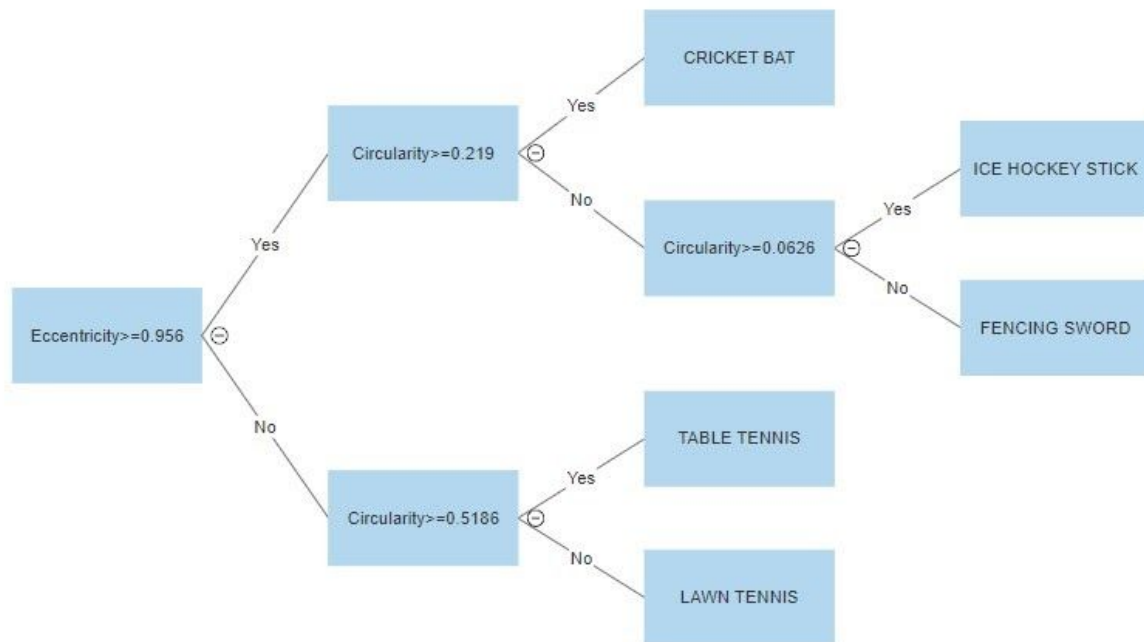 CRICKET BAT
Yes
Circularity>=0.219
No
ICE HOCKEY STICK
Yes
Circularity>=0.0626
No
FENCING SWORD
Yes
Eccentricity>=0.956
No
TABLE TENNIS
Yes
Circularity>=0.5186
No
LAWN TENNIS